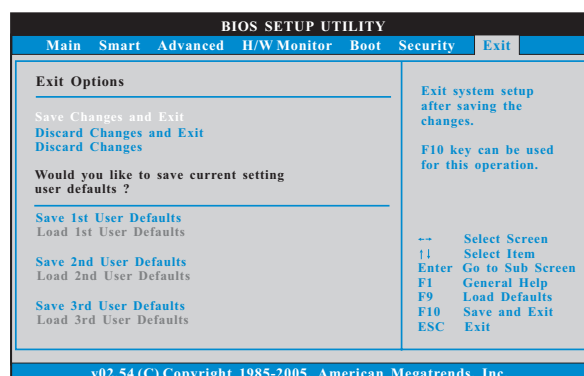 BIOS SETUP UTILITY
Main Smart Advanced H/W Monitor Boot Security Exit
Exit Options
Save Changes and Exit
Discard Changes and Exit
Discard Changes
Would you like to save current setting
user defaults ?
Save 1st User Defaults
Load 1st User Defaults
Save 2nd User Defaults
Load 2nd User Defaults
Save 3rd User Defaults
Load 3rd User Defaults
Exit system setup
after saving the
changes.
F10 key can be used
for this operation.
←→ Select Screen
↑↓ Select Item
Enter Go to Sub Screen
F1 General Help
F9 Load Defaults
F10 Save and Exit
ESC Exit
v02.54 (C) Copyright 1985-2005, American Megatrends, Inc.